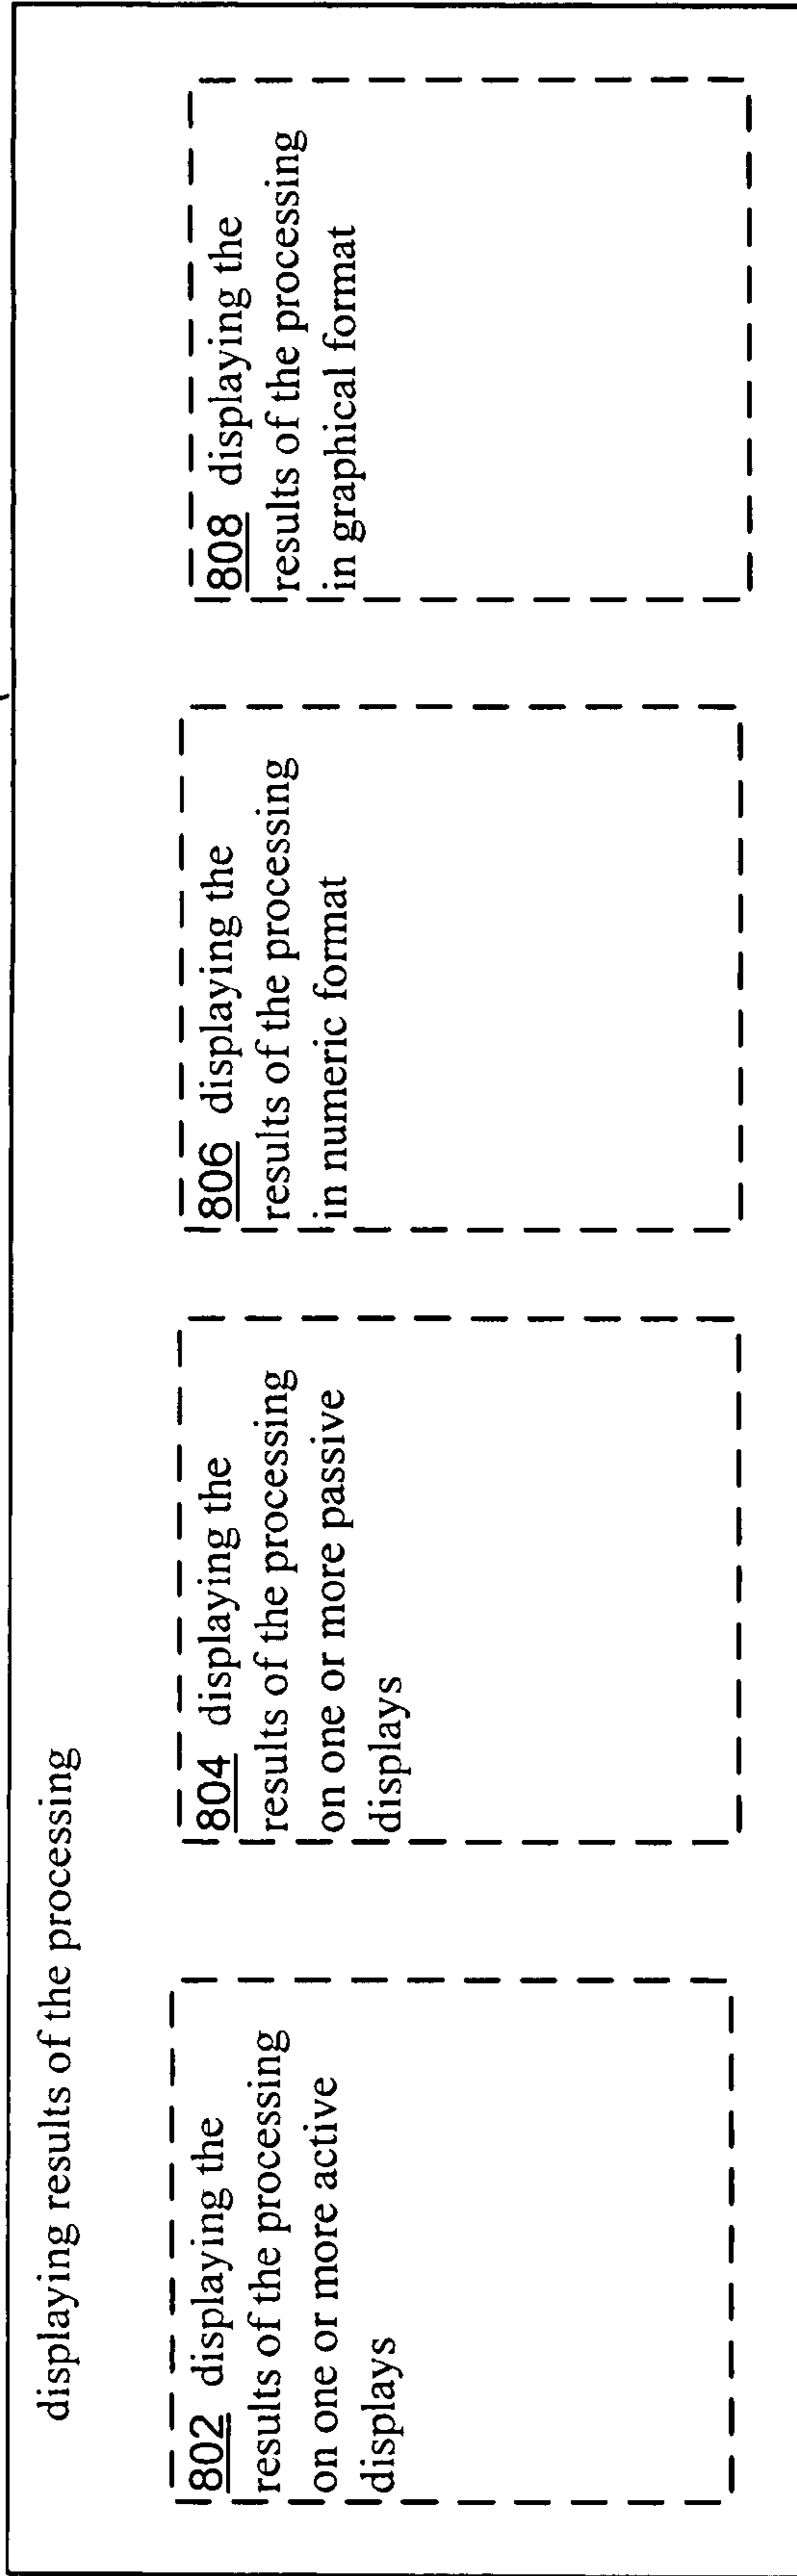 displaying results of the processing
802 displaying the
results of the processing
on one or more active
displays
804 displaying the
results of the processing
on one or more passive
displays
806 displaying the
results of the processing
in numeric format
808 displaying the
results of the processing
in graphical format